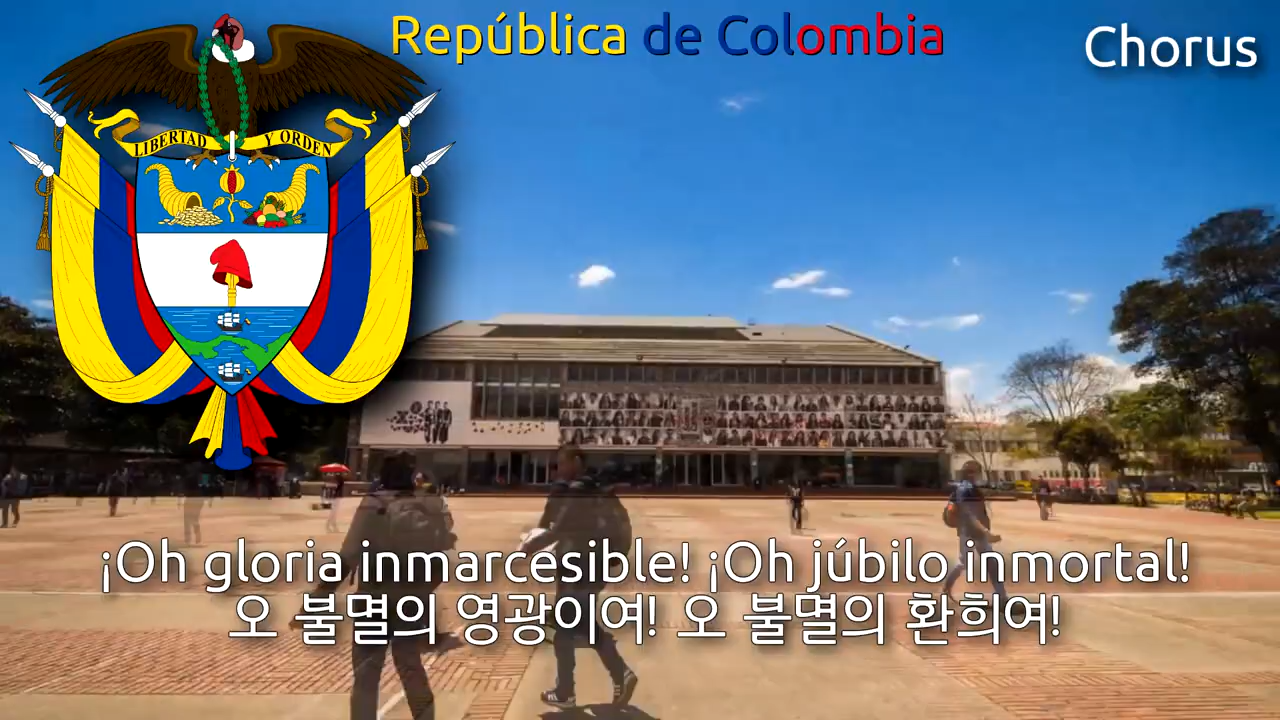 República de Colombia
Chorus
LIBERTAD Y ORDEN
¡Oh gloria inmarcesible! ¡Oh júbilo inmortal!
오 불멸의 영광이여! 오 불멸의 환희여!